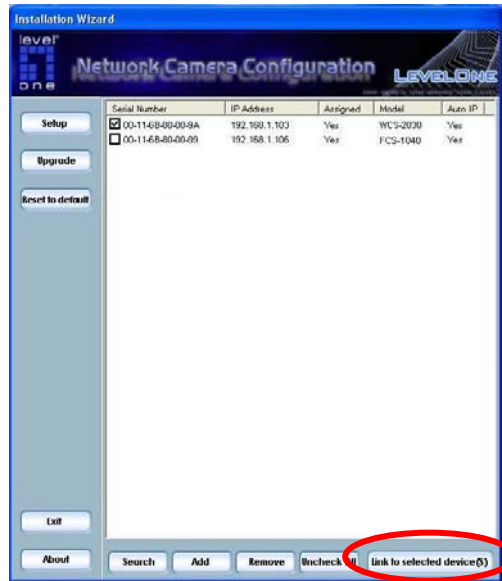 Installation Wizard
level
one
Network Camera Configuration
LEVELONE
Serial Number IP Address Assigned Model Auto IP
00-11-6B-80-00-9A 192.168.1.103 Yes WCS-2030 Yes
00-11-6B-80-00-89 192.168.1.106 Yes FCS-1040 Yes
Setup
Upgrade
Reset to default
Exit
About
Search Add Remove Uncheck All Link to selected device(S)